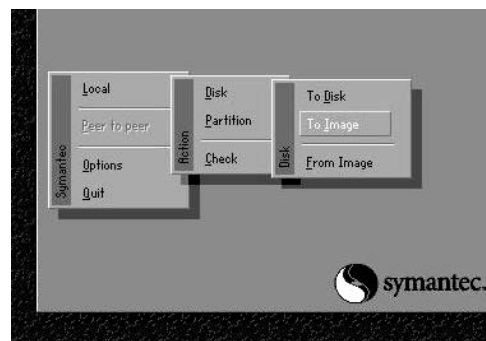 Local
Peer to peer
Options
Quit
Symantec
Disk
Partition
Check
Action
To Disk
To Image
From Image
Disk
symantec.